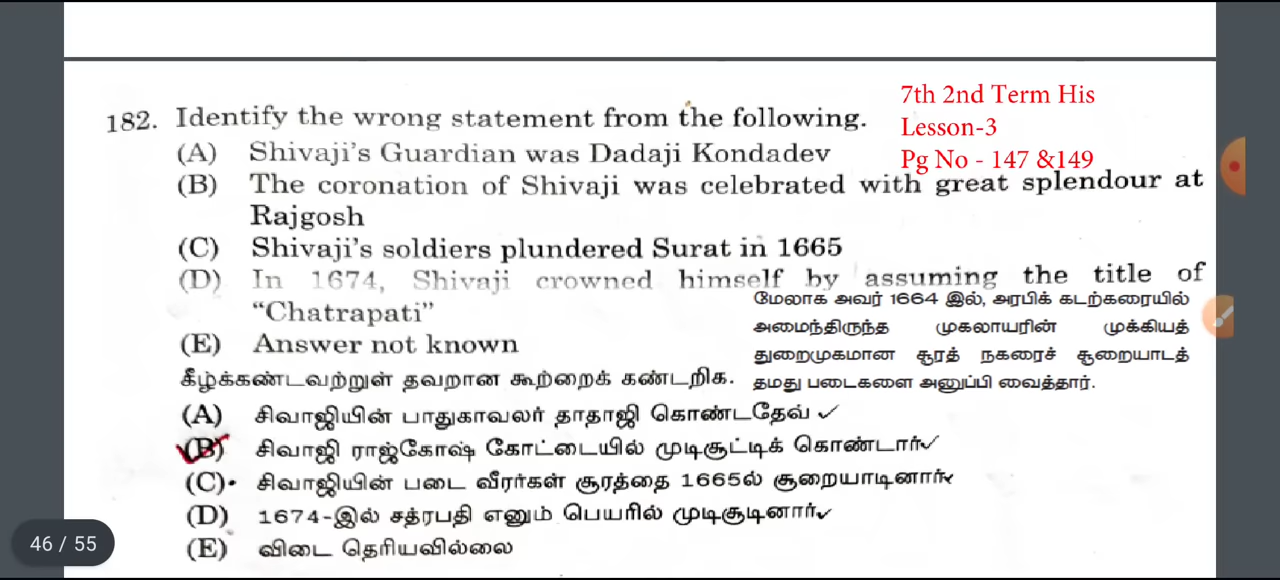 7th 2nd Term His
Lesson-3
Pg No - 147 &149
182. Identify the wrong statement from the following.
(A) Shivaji's Guardian was Dadaji Kondadev
(B) The coronation of Shivaji was celebrated with great splendour at
Rajgosh
(C) Shivaji's soldiers plundered Surat in 1665
(D) In 1674, Shivaji crowned himself by assuming the title of
"Chatrapati"
(E) Answer not known
மேலாக அவர் 1664 இல், அரபிக் கடற்கரையில்
அமைந்திருந்த முகலாயரின் முக்கியத்
துறைமுகமான சூரத் நகரைச் சூறையாடத்
தமது படைகளை அனுப்பி வைத்தார்.
கீழ்க்கண்டவற்றுள் தவறான கூற்றைக் கண்டறிக.
(A) சிவாஜியின் பாதுகாவலர் தாதாஜி கொண்டதேவ் ✓
(B) சிவாஜி ராஜ்கோஷ் கோட்டையில் முடிசூட்டிக் கொண்டார் ✓
(C) சிவாஜியின் படை வீரர்கள் சூரத்தை 1665ல் சூறையாடினார் ✓
(D) 1674-இல் சத்ரபதி எனும் பெயரில் முடிசூடினார் ✓
(E) விடை தெரியவில்லை
46 / 55